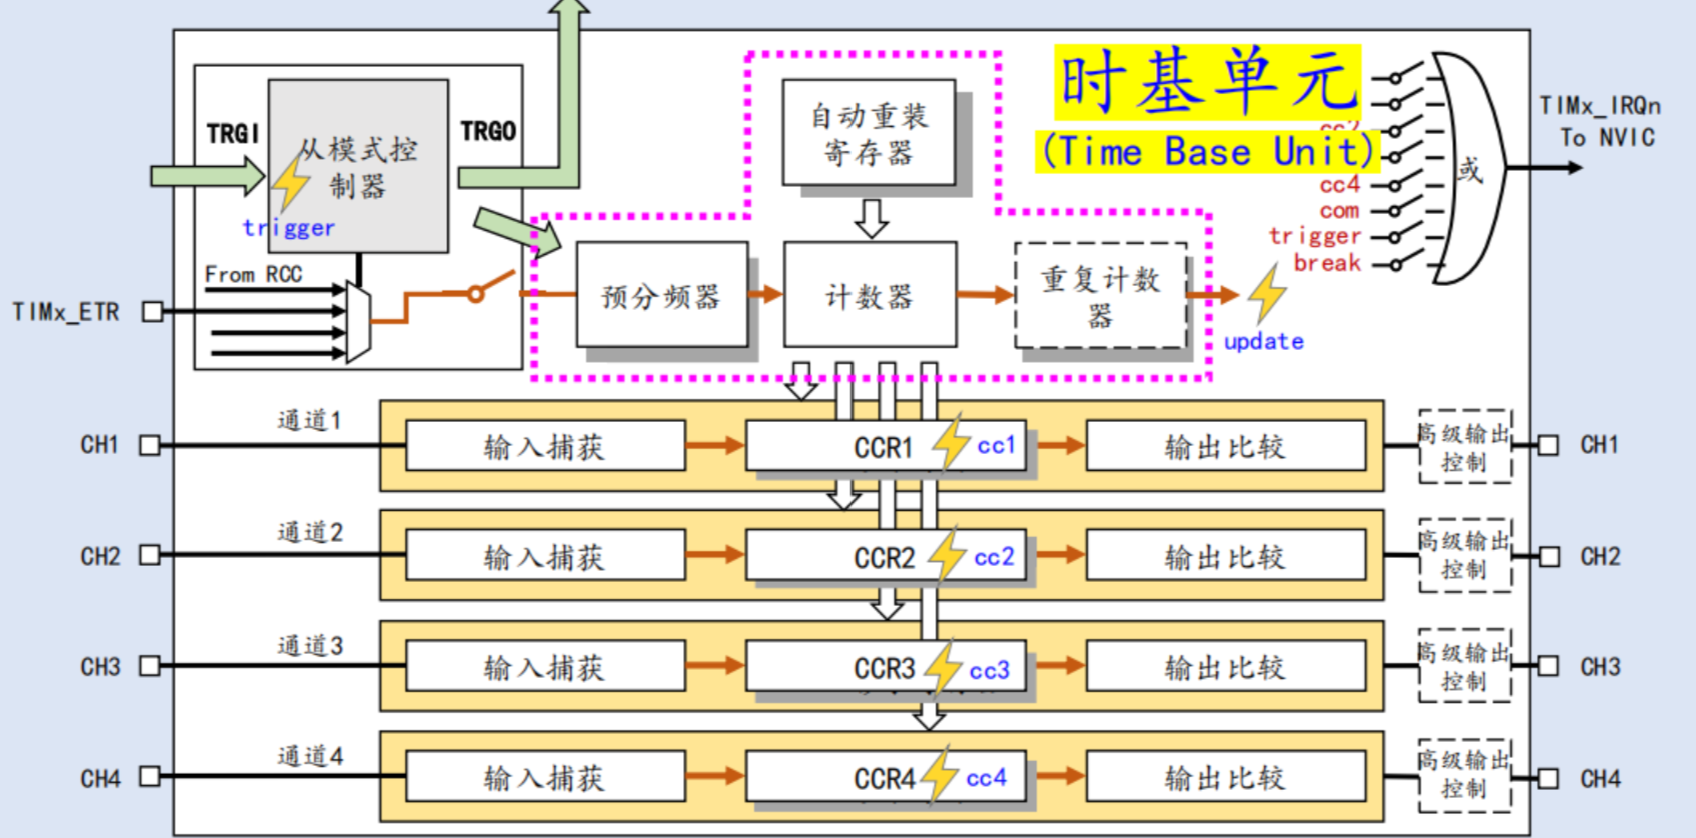 时基单元
(Time Base Unit)
自动重装
寄存器
TRGI
TRGO
从模式控
制器
trigger
From RCC
TIMx_ETR
预分频器
计数器
重复计数
器
update
cc2
cc4
com
trigger
break
或
TIMx_IRQn
To NVIC
通道1
CH1
输入捕获
CCR1
cc1
输出比较
高级输出
控制
CH1
通道2
CH2
输入捕获
CCR2
cc2
输出比较
高级输出
控制
CH2
通道3
CH3
输入捕获
CCR3
cc3
输出比较
高级输出
控制
CH3
通道4
CH4
输入捕获
CCR4
cc4
输出比较
高级输出
控制
CH4